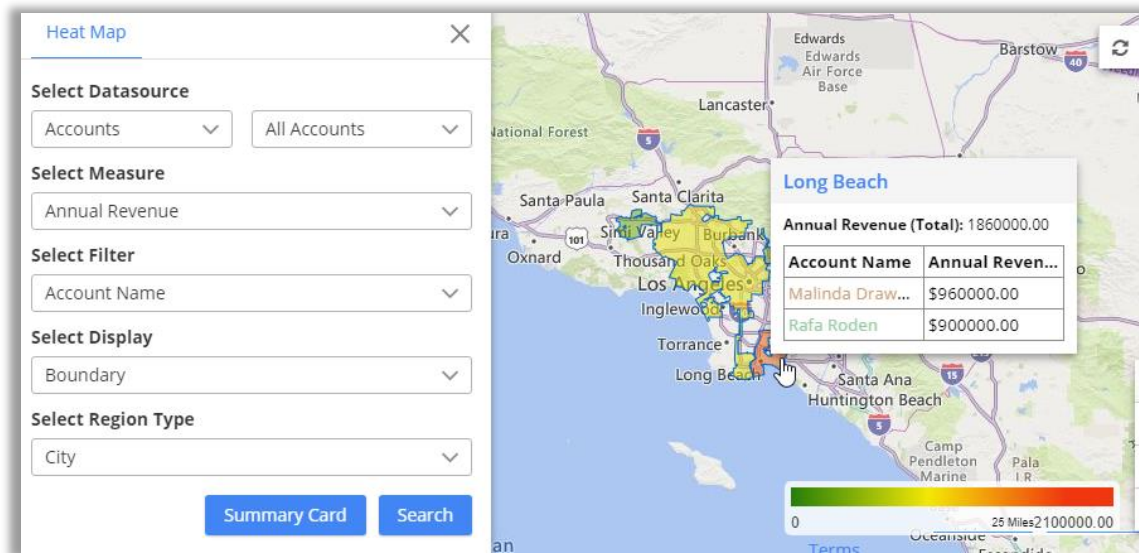 Heat Map
Select Datasource
Accounts
All Accounts
Select Measure
Annual Revenue
Select Filter
Account Name
Select Display
Boundary
Select Region Type
City
Summary Card
Search
Edwards
Edwards
Air Force
Base
Barstow
40
Lancaster
National Forest
5
Santa Paula
Santa Clarita
101
Simi Valley
Burbank
Oxnard
Thousand Oaks
Los Angeles
Inglewood
Torrance
Long Beach
Long Beach
Annual Revenue (Total): 1860000.00
Account Name
Annual Reven...
Malinda Draw...
$960000.00
Rafa Roden
$900000.00
15
Santa Ana
Huntington Beach
5
Camp
Pendleton
Marine
Pala
I.R.
0
25 Miles
2100000.00
Oceanside
Terms
Escondido